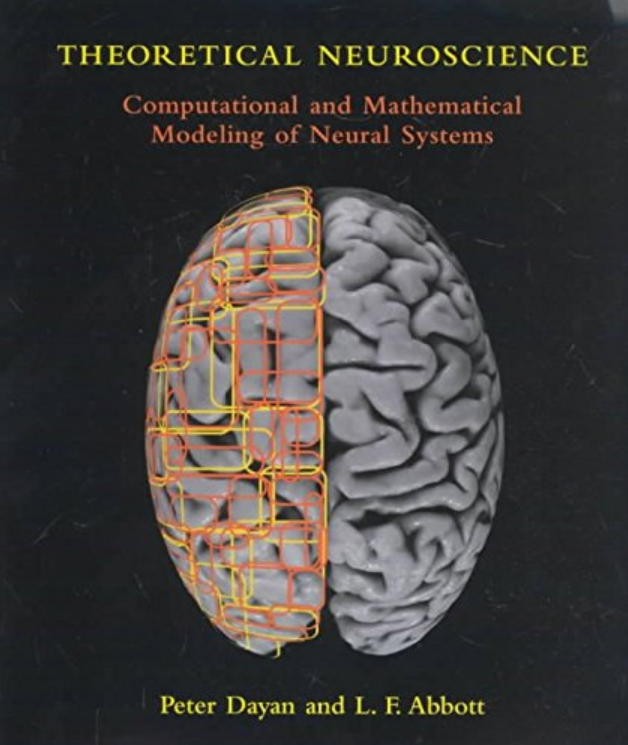 THEORETICAL NEUROSCIENCE
Computational and Mathematical
Modeling of Neural Systems
Peter Dayan and L. F. Abbott